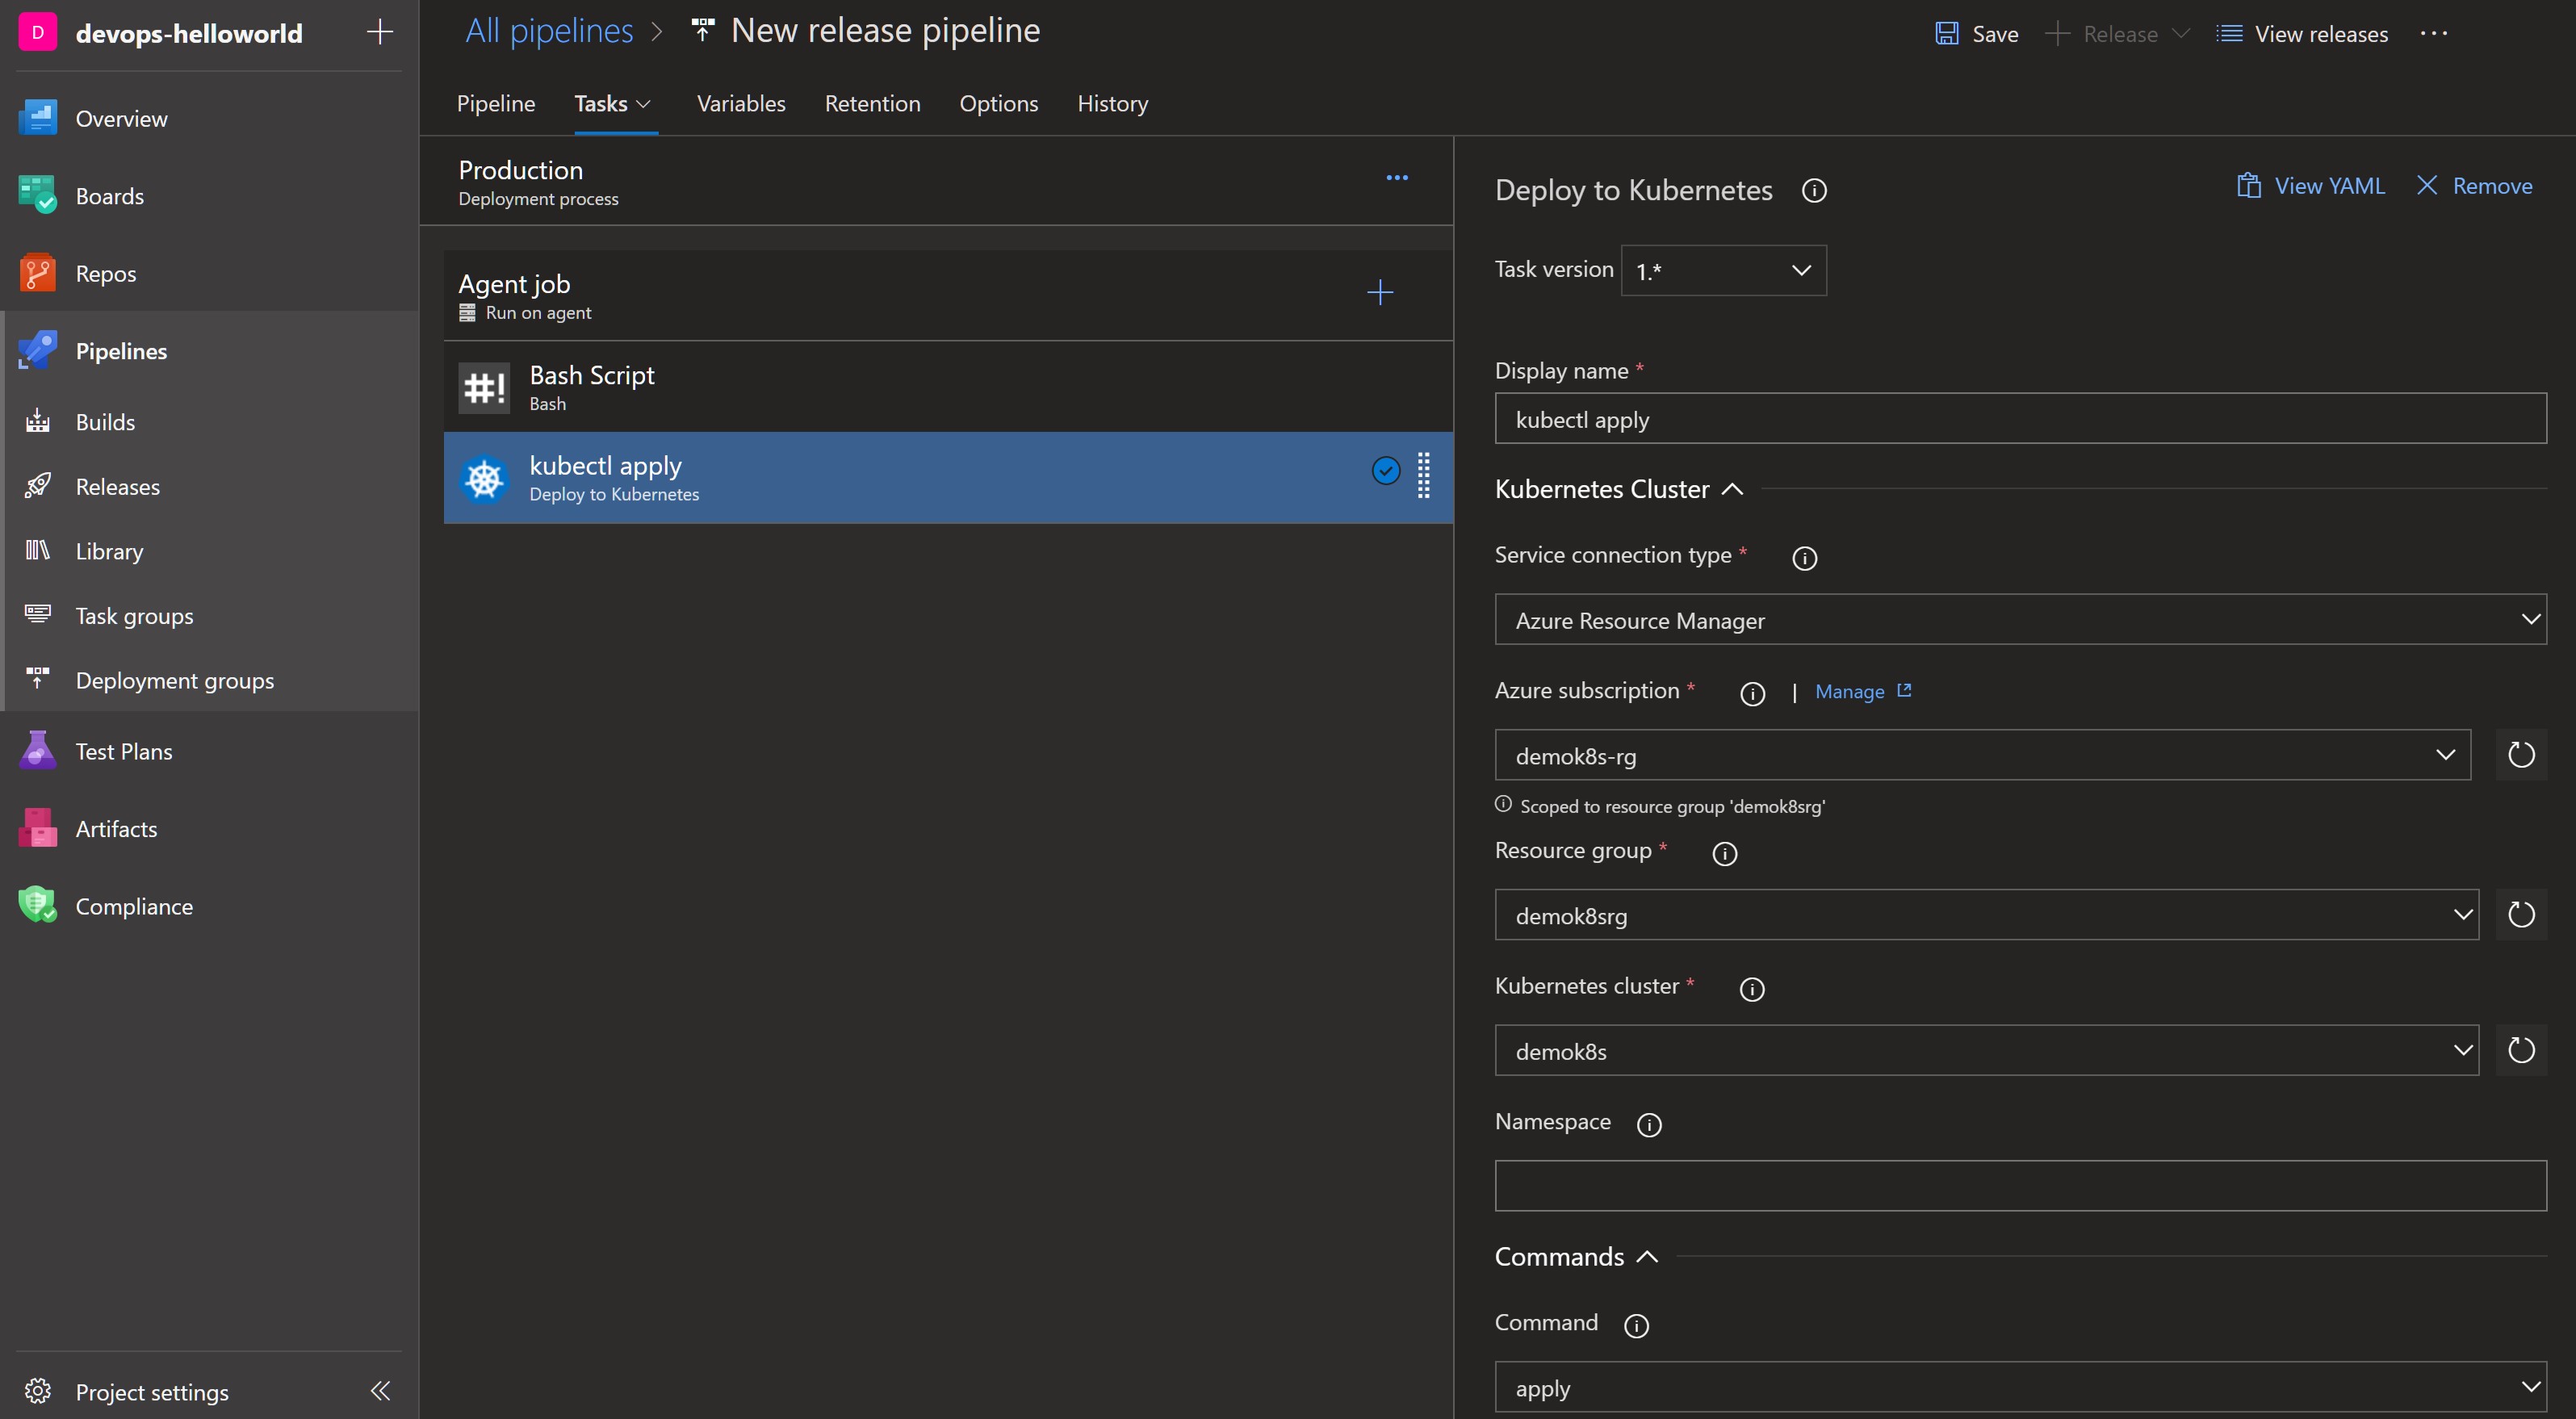 D devops-helloworld
Overview
Boards
Repos
Pipelines
Builds
Releases
Library
Task groups
Deployment groups
Test Plans
Artifacts
Compliance
Project settings
All pipelines > New release pipeline
Save
Release
View releases
Pipeline Tasks Variables Retention Options History
Production
Deployment process
Agent job
Run on agent
#! Bash Script
Bash
kubectl apply
Deploy to Kubernetes
Deploy to Kubernetes
View YAML
Remove
Task version 1.*
Display name *
kubectl apply
Kubernetes Cluster
Service connection type *
Azure Resource Manager
Azure subscription * | Manage
demok8s-rg
Scoped to resource group 'demok8srg'
Resource group *
demok8srg
Kubernetes cluster *
demok8s
Namespace
Commands
Command
apply